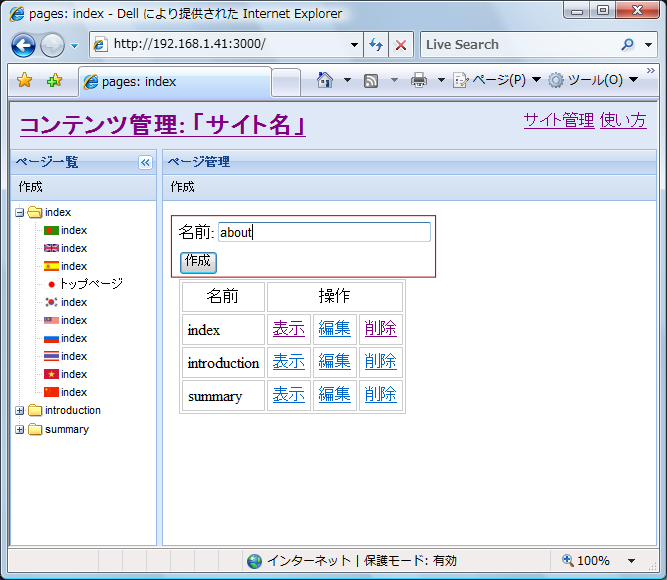 pages: index - Dell により提供された Internet Explorer
http://192.168.1.41:3000/
Live Search
pages: index
ページ(P)
ツール(O)
»
コンテンツ管理: 「サイト名」
サイト管理 使い方
ページ一覧
ページ管理
作成
作成
index
index
index
index
トップページ
index
index
index
index
index
index
introduction
summary
名前: about
作成
名前 操作
index 表示 編集 削除
introduction 表示 編集 削除
summary 表示 編集 削除
インターネット | 保護モード: 有効
100%